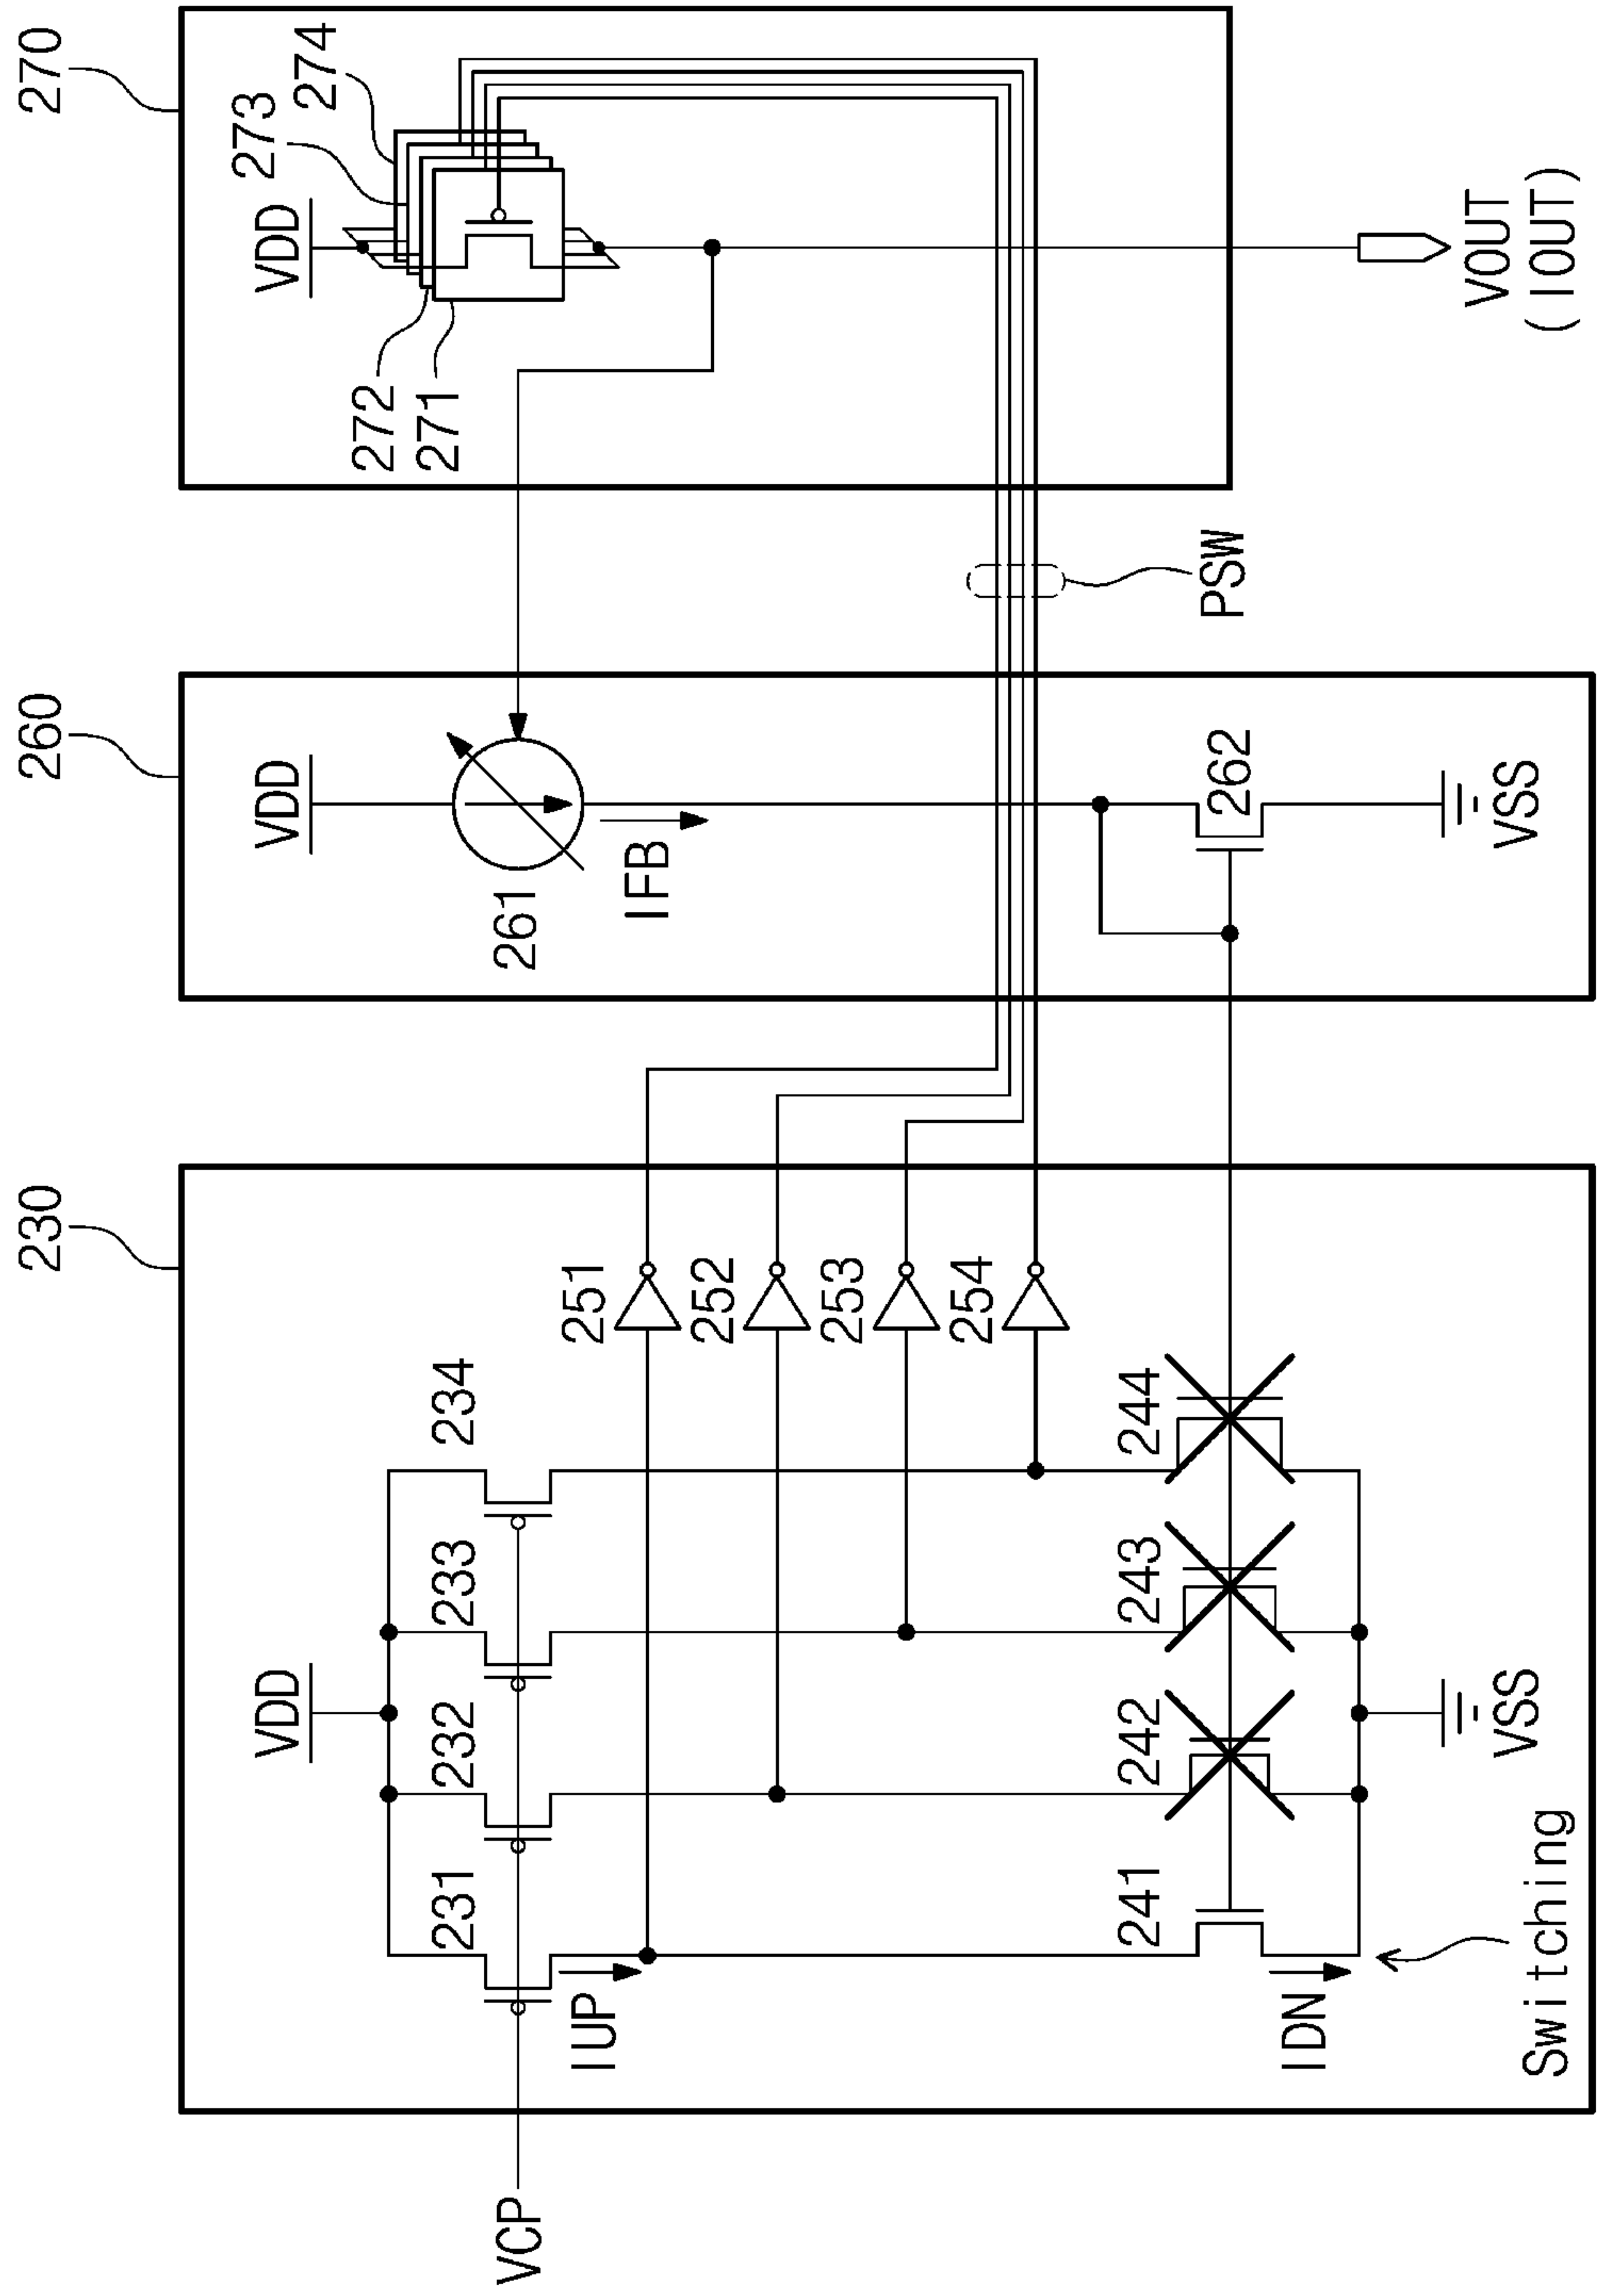 230
260
270
VDD
VDD
VDD
273
274
272
271
231
232
233
234
251
252
253
254
VCP
IUP
261
IFB
PSW
241
242
243
244
262
IDN
VSS
VSS
Switching
VOUT
(IOUT)